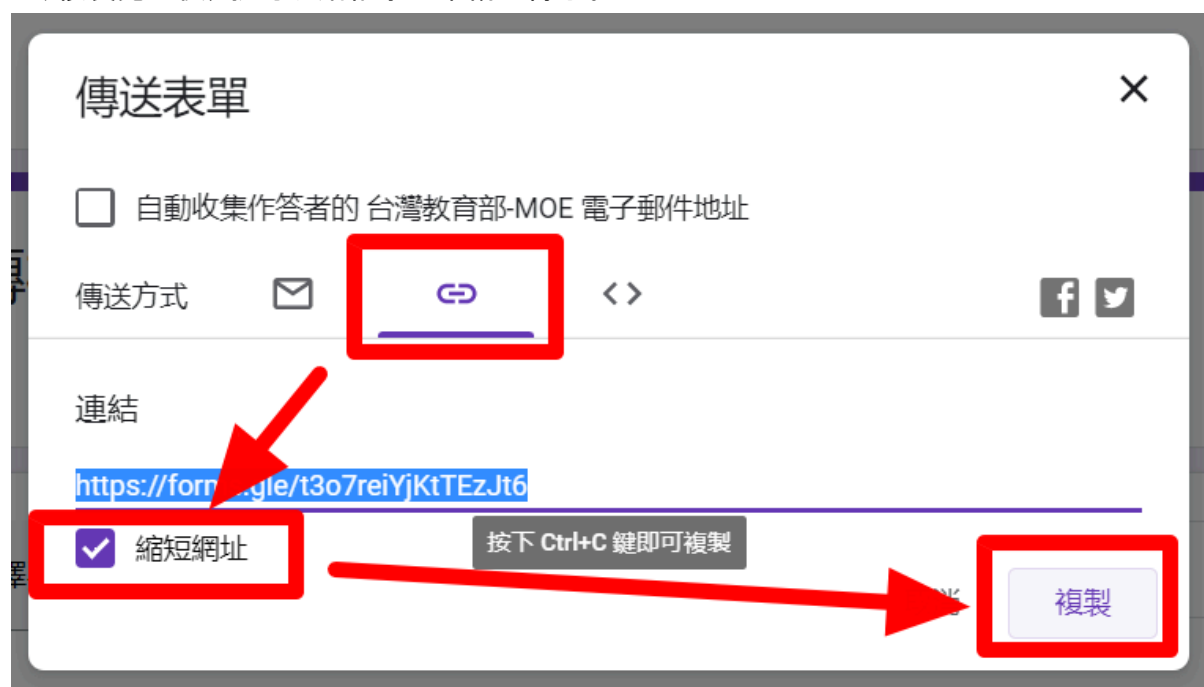 傳送表單
自動收集作答者的 台灣教育部-MOE 電子郵件地址
傳送方式
連結
gle/t3o7reiYjKtTEzJt6
縮短網址
按下 Ctrl+C 鍵即可複製
複製